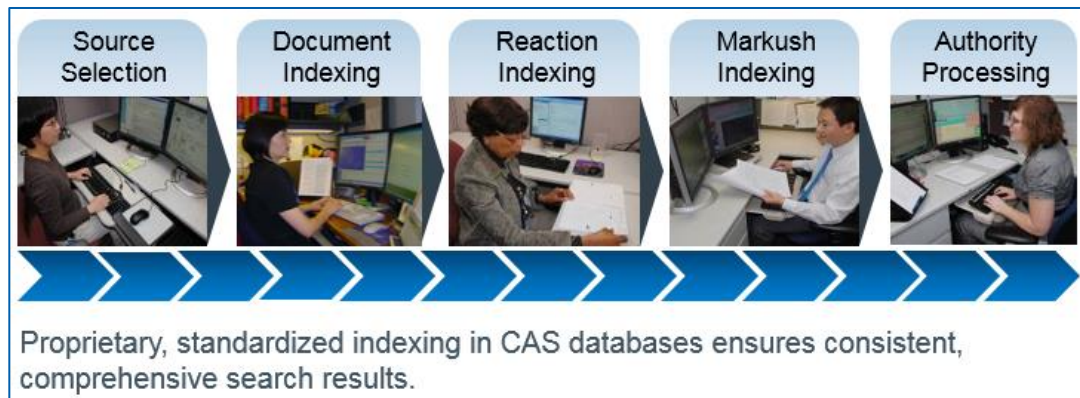 Source
Selection
Document
Indexing
Reaction
Indexing
Markush
Indexing
Authority
Processing
Proprietary, standardized indexing in CAS databases ensures consistent,
comprehensive search results.